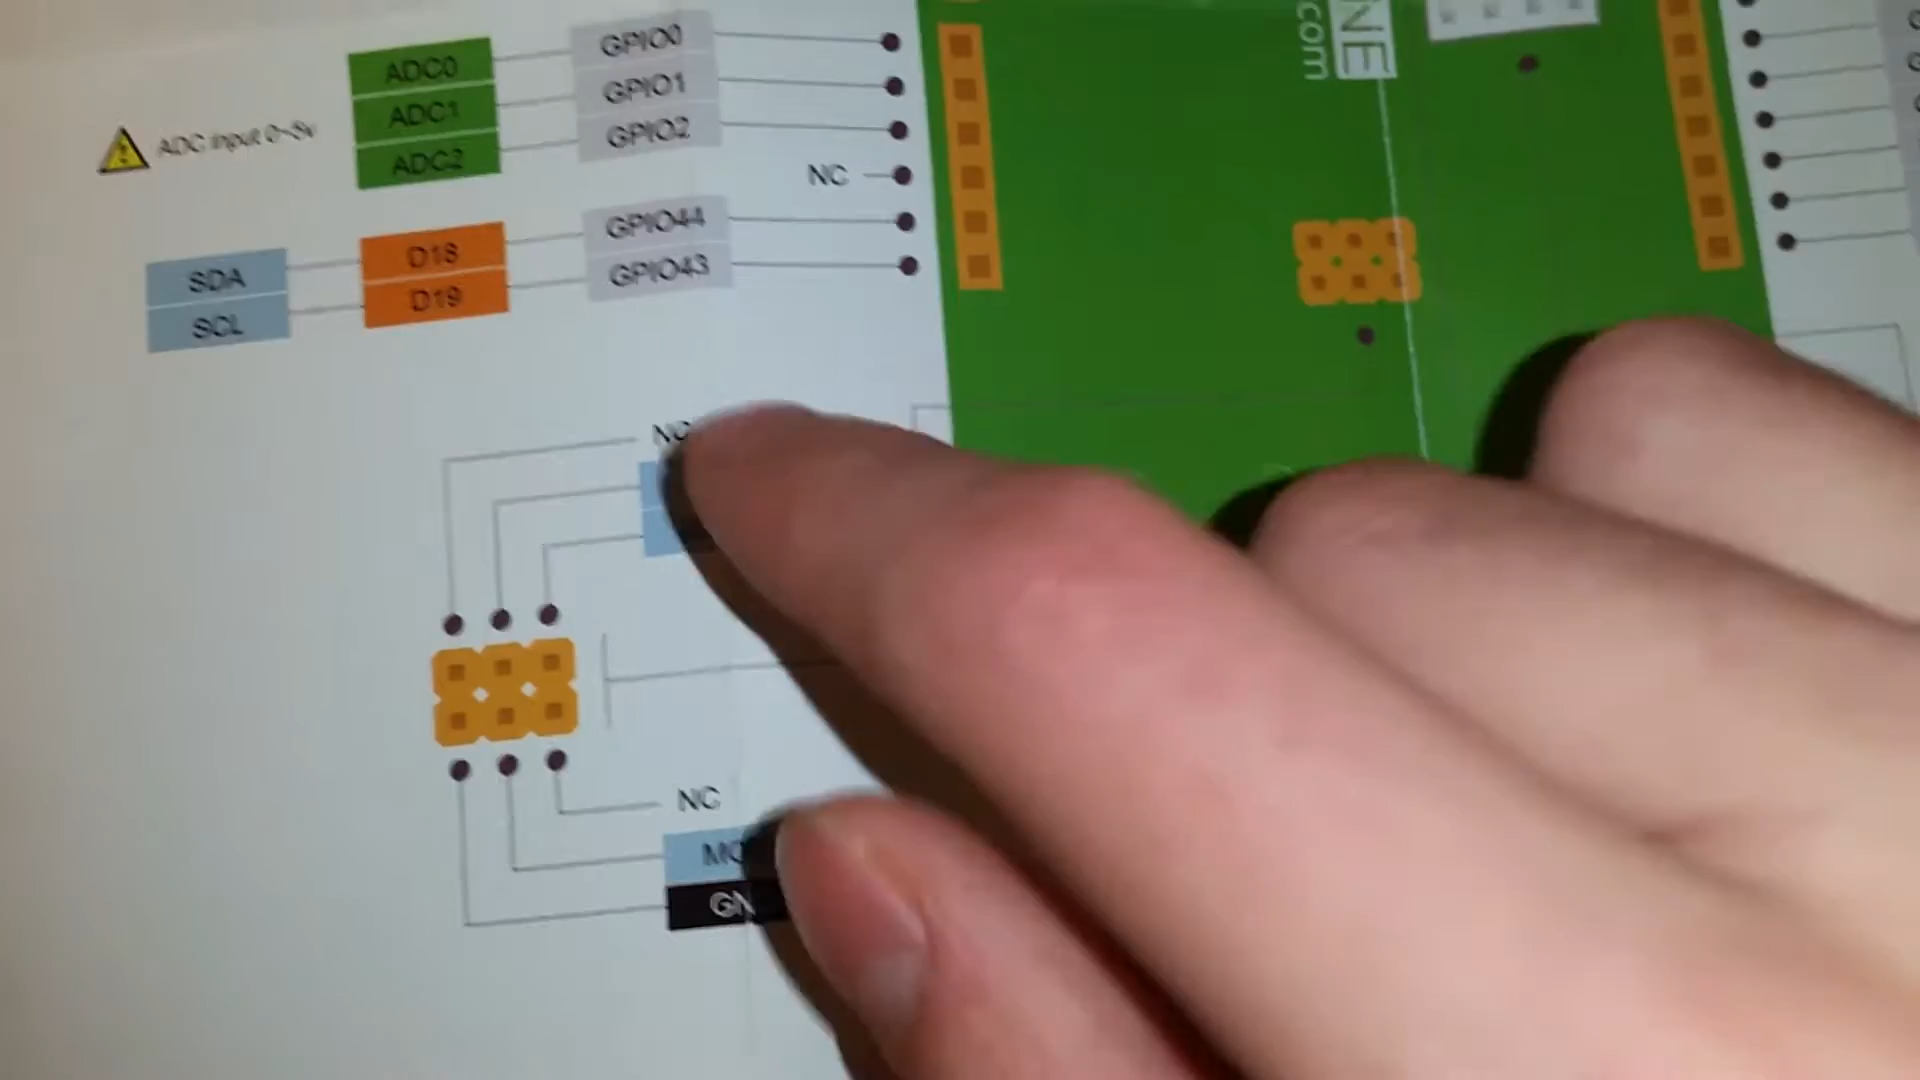 ADC0 GPIO0
ADC1 GPIO1
ADC Input 0~5v
ADC2 GPIO2
NC
GPIO44
SDA D18
GPIO43
SCL D19
NE
com
NC
NC